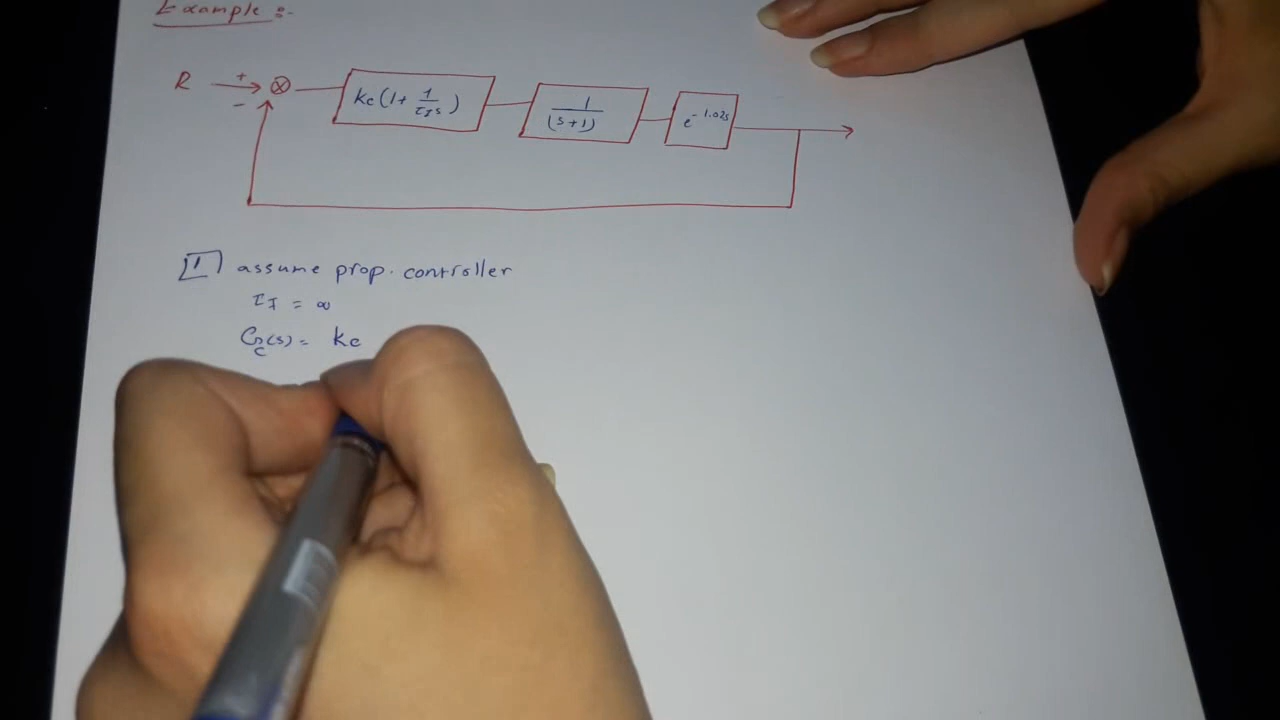 Example :-
R + -
Kc(1+ 1/τIs)
1/(s+1)
e^-1.02s
1 assume prop. controller
τI = ∞
Gc(s) = Kc